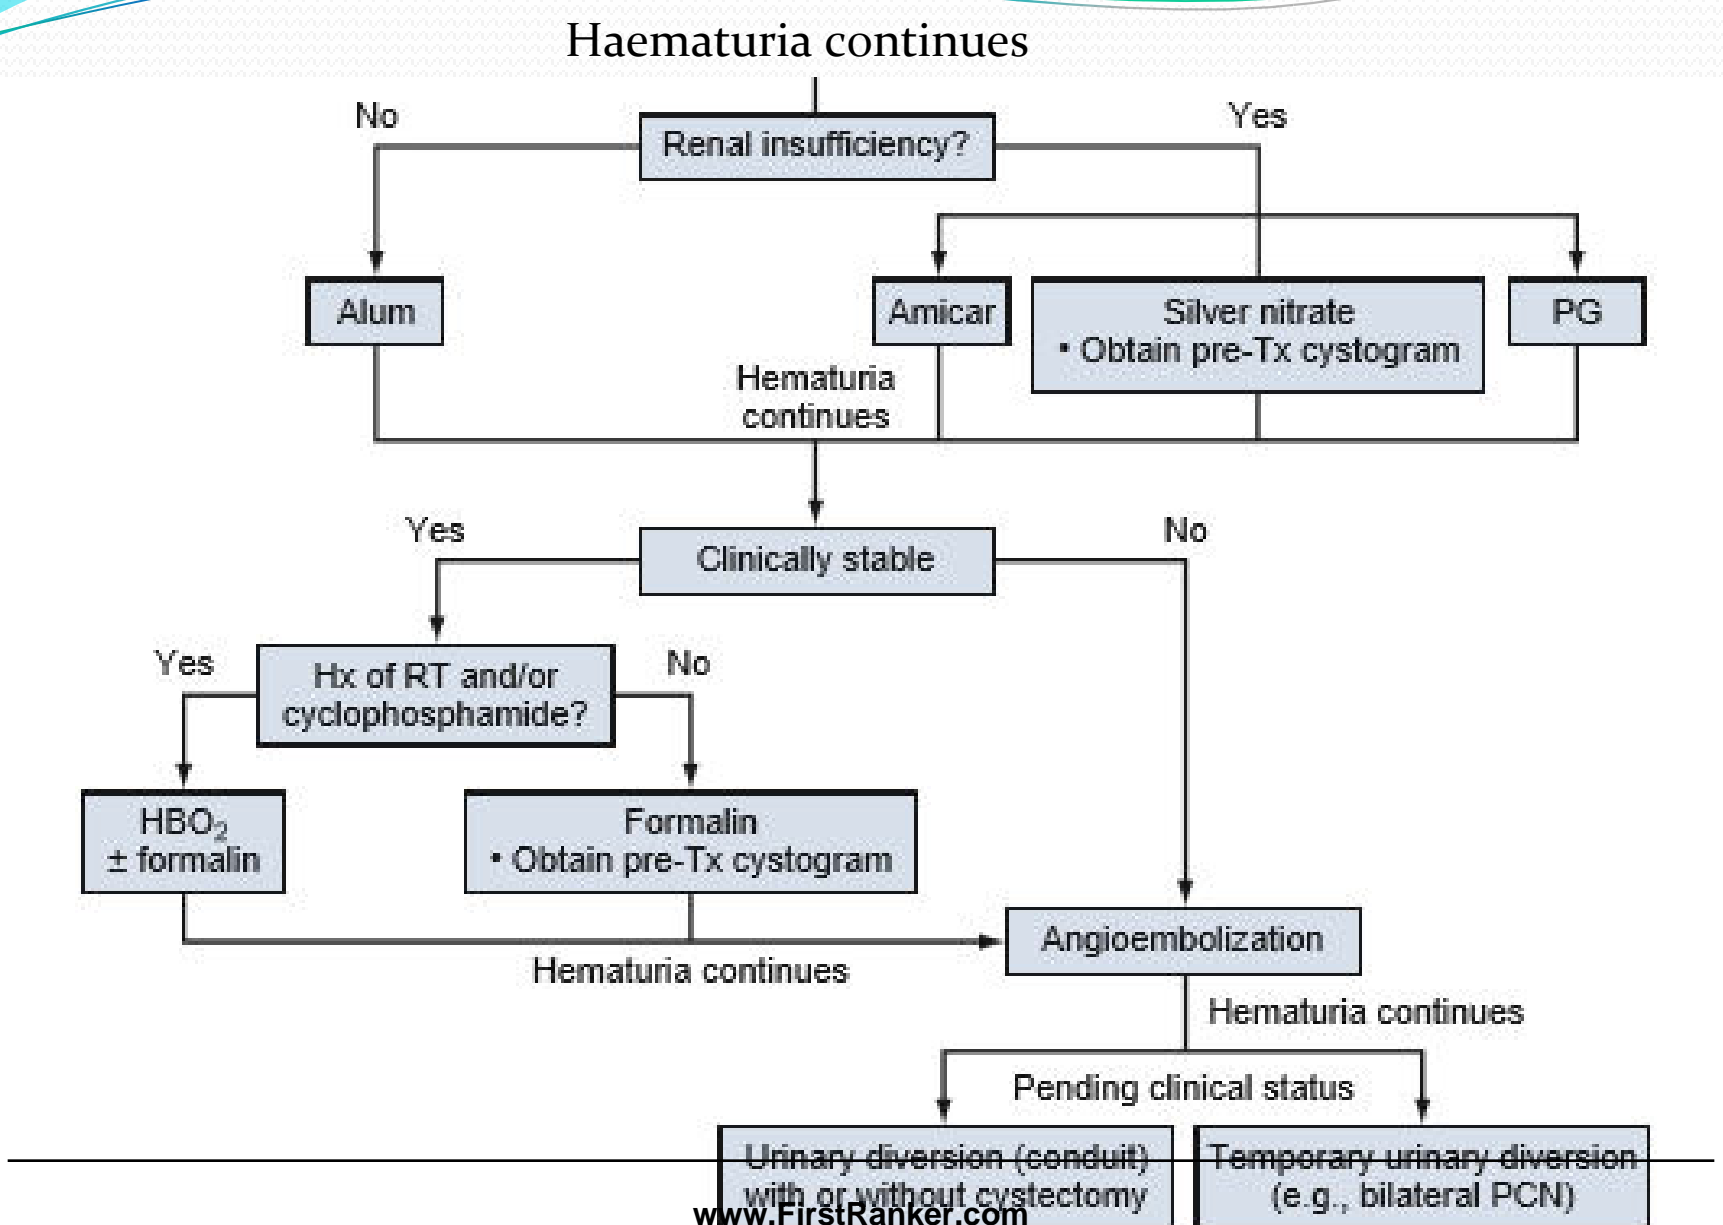 Haematuria continues
No
Yes
Renal insufficiency?
Alum
Amicar
Silver nitrate
• Obtain pre-Tx cystogram
PG
Hematuria
continues
Yes
No
Clinically stable
Yes
No
Hx of RT and/or
cyclophosphamide?
HBO₂
± formalin
Formalin
• Obtain pre-Tx cystogram
Angioembolization
Hematuria continues
Hematuria continues
Pending clinical status
Urinary diversion (conduit)
with or without cystectomy
Temporary urinary diversion
(e.g., bilateral PCN)
www.FirstRanker.com